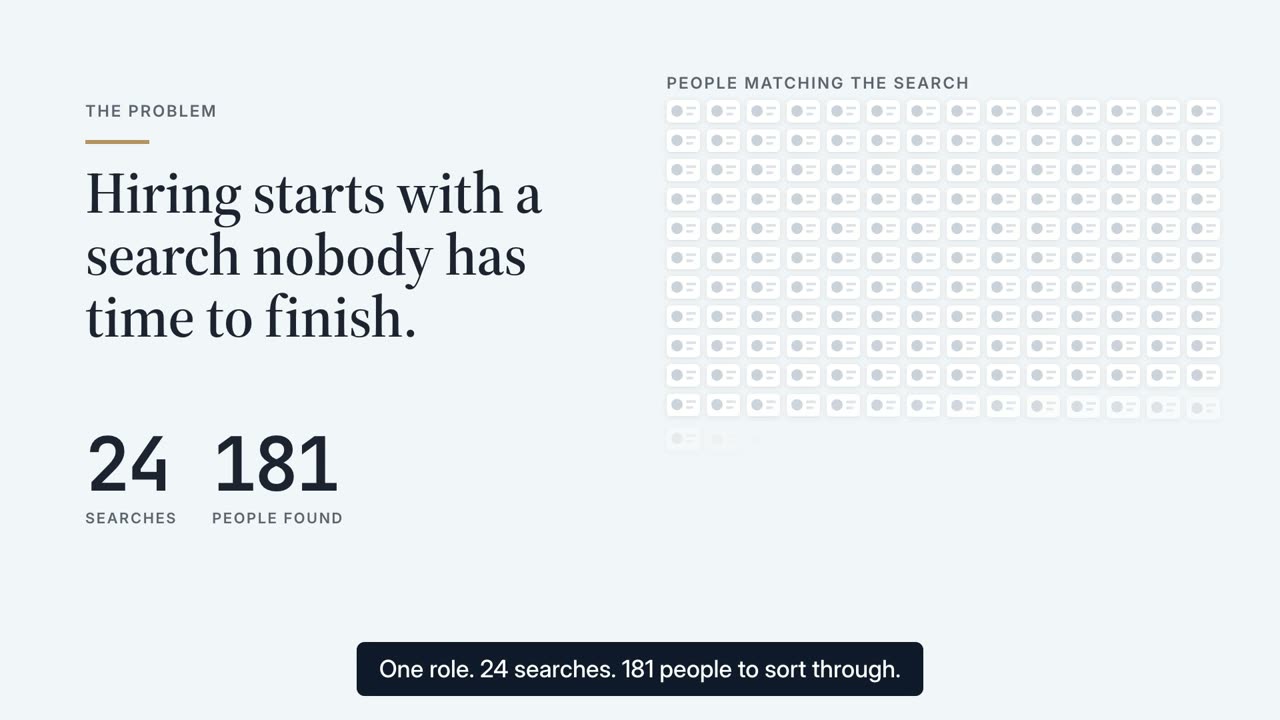 THE PROBLEM
Hiring starts with a
search nobody has
time to finish.
24 181
SEARCHES PEOPLE FOUND
PEOPLE MATCHING THE SEARCH
One role. 24 searches. 181 people to sort through.